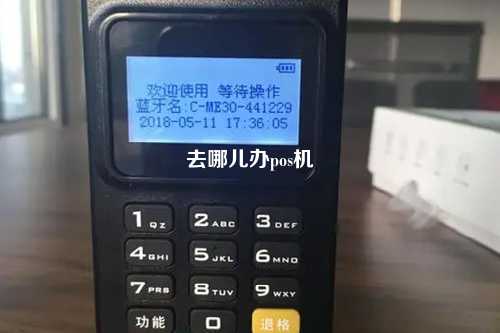 欢迎使用 等待操作
蓝牙名:C-ME30-441229
2018-05-11 17:36:05
去哪儿办pos机
1 QZ 2 ABC 3 DEF
4 GHI 5 JKL 6 MNO
7 PRS 8 TUV 9 WXY
功能 0 退格